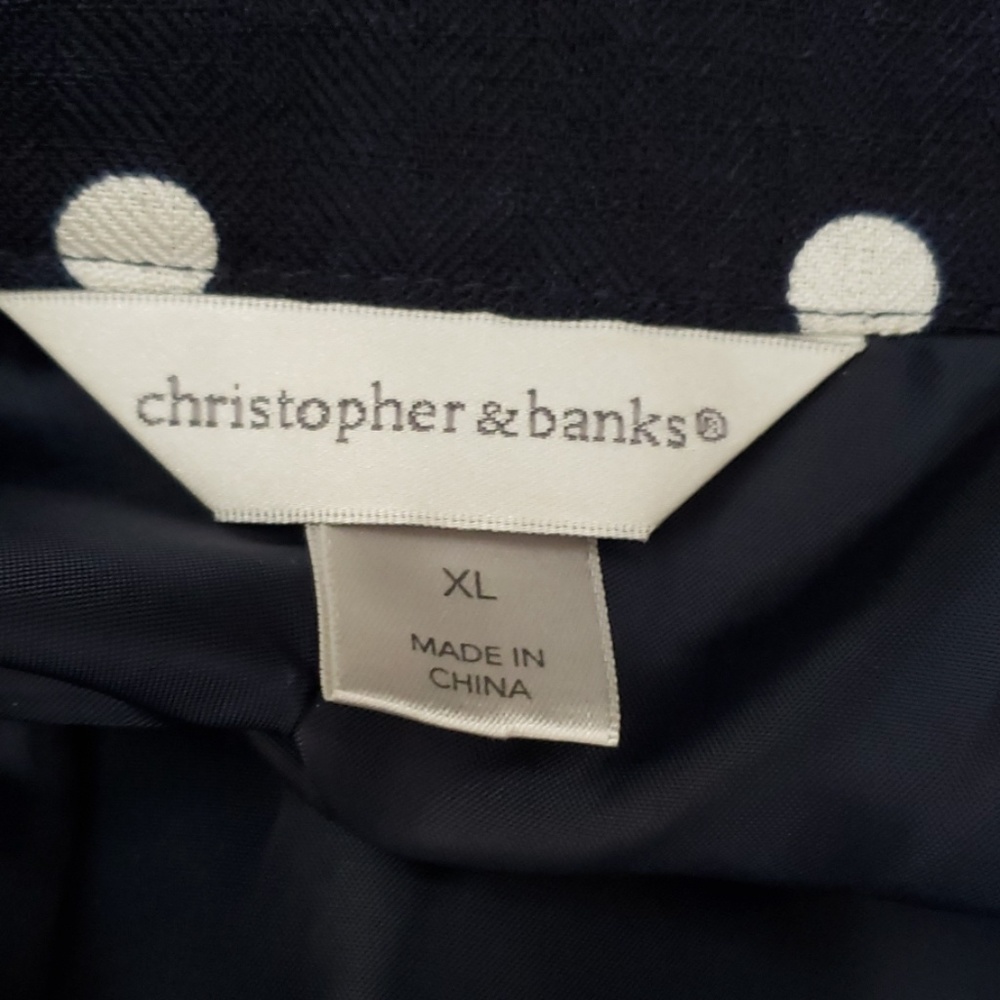 christopher & banks®
XL
MADE IN
CHINA